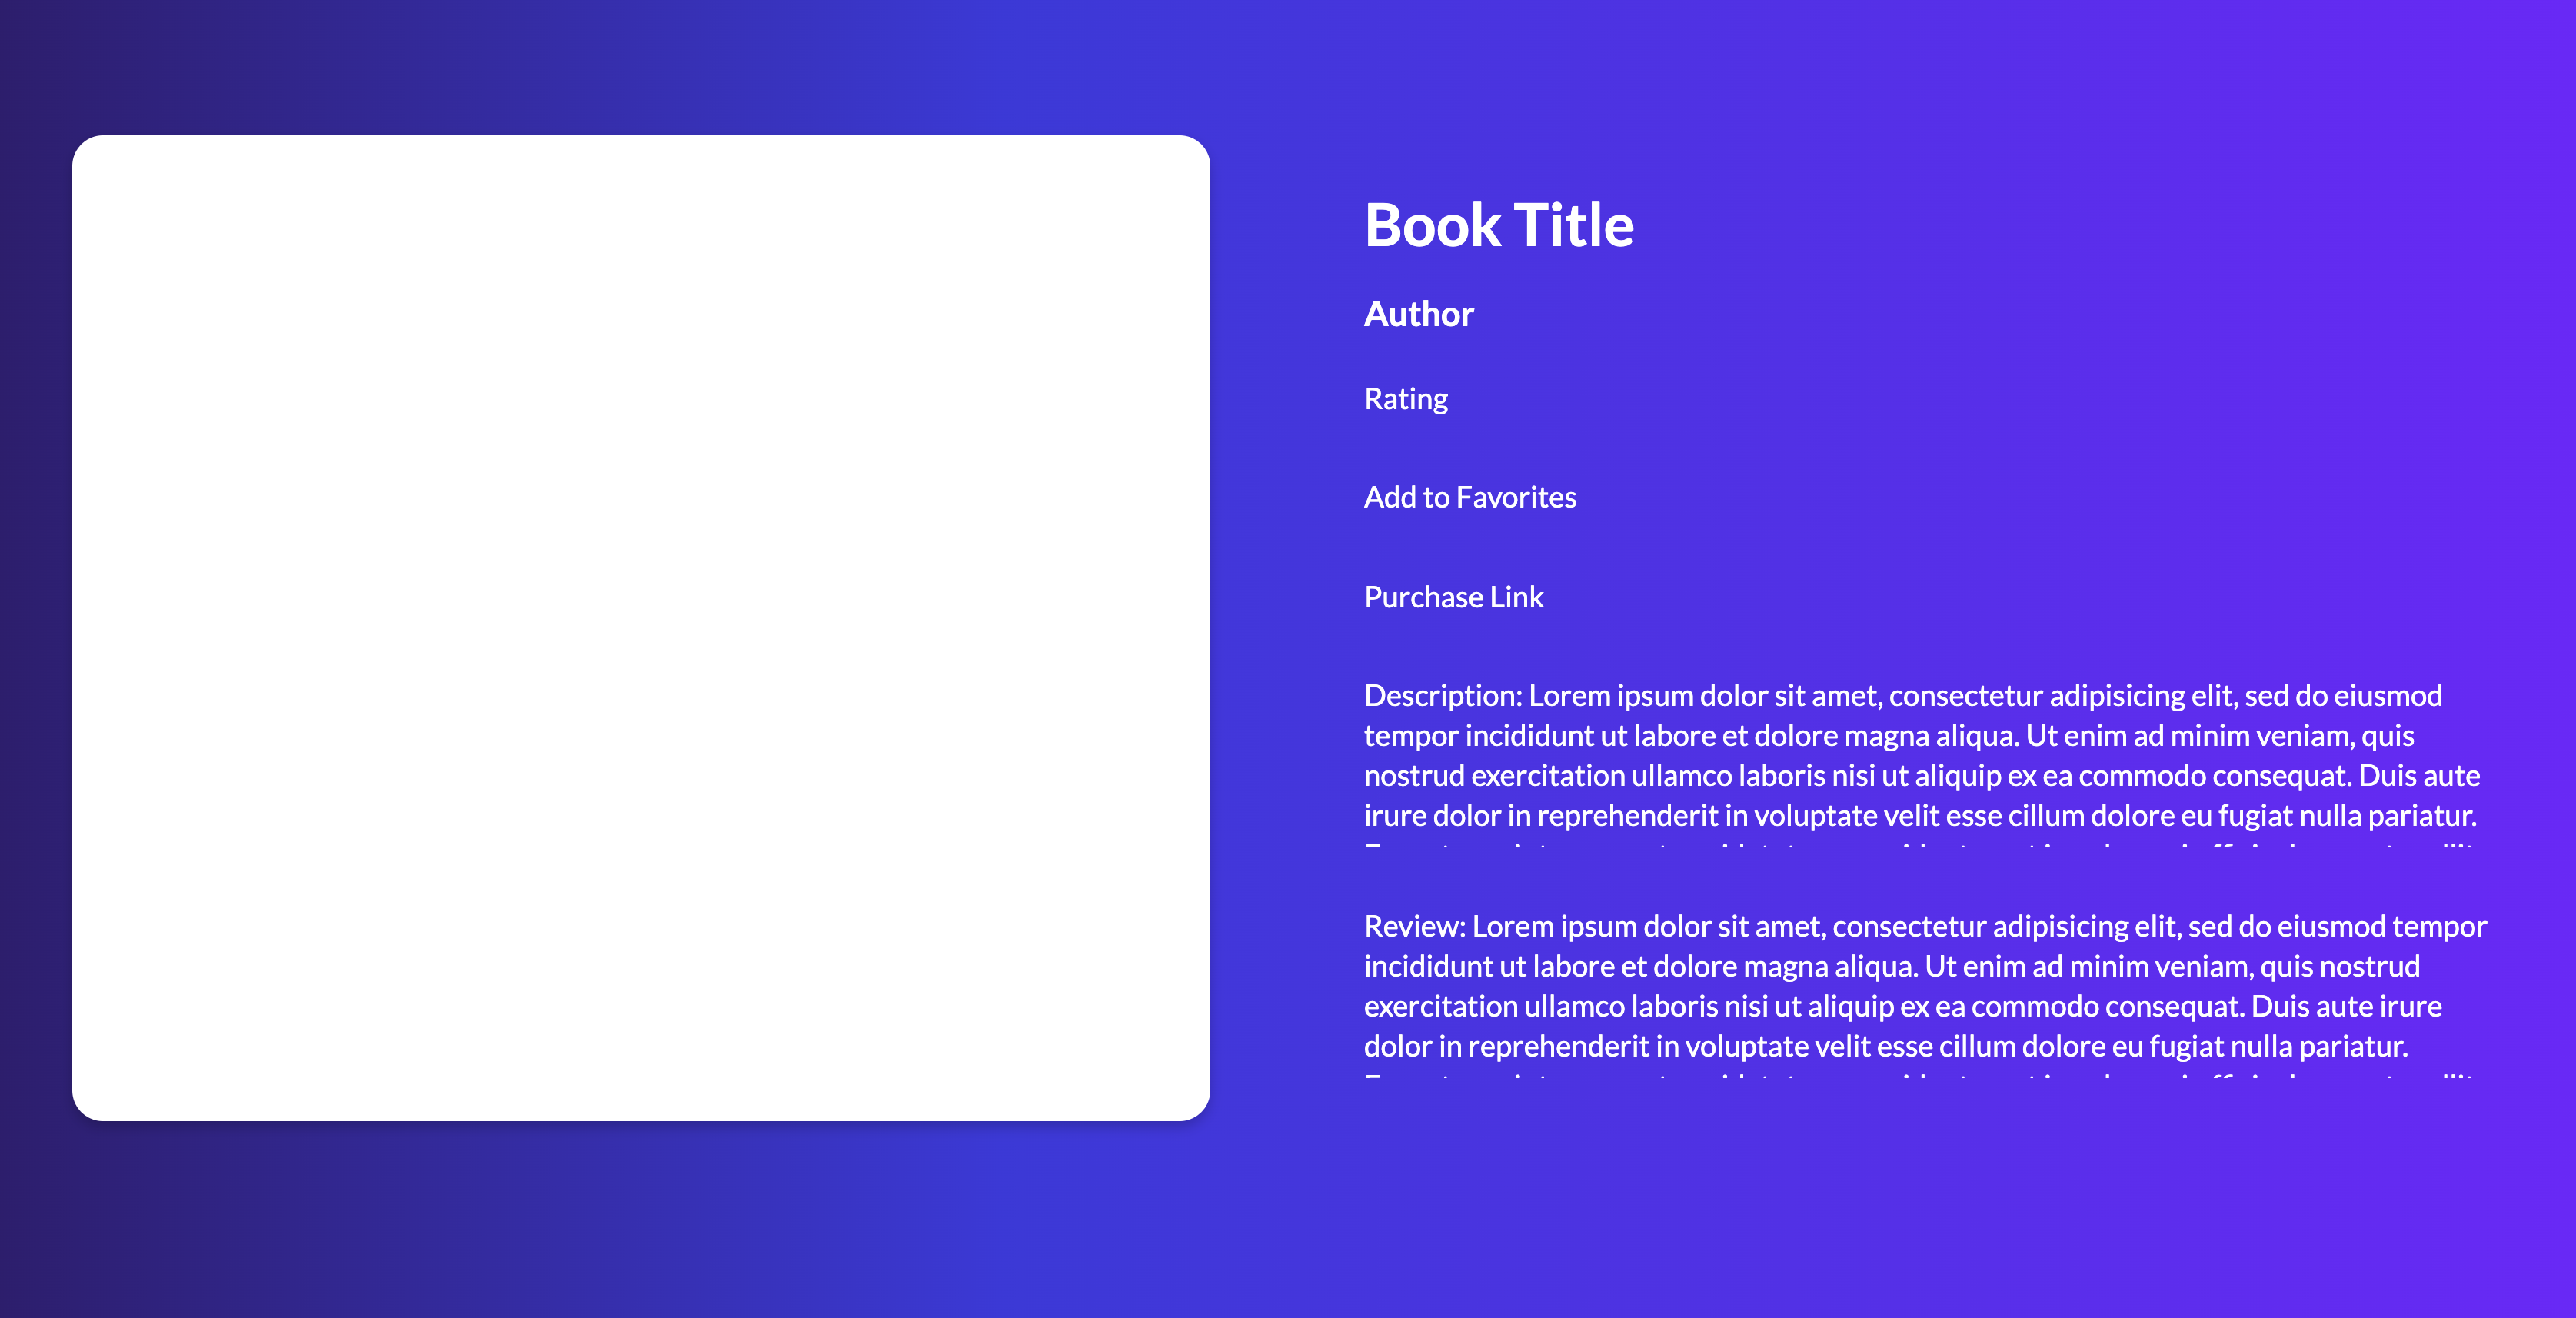 Book Title
Author
Rating
Add to Favorites
Purchase Link
Description: Lorem ipsum dolor sit amet, consectetur adipisicing elit, sed do eiusmod
tempor incididunt ut labore et dolore magna aliqua. Ut enim ad minim veniam, quis
nostrud exercitation ullamco laboris nisi ut aliquip ex ea commodo consequat. Duis aute
irure dolor in reprehenderit in voluptate velit esse cillum dolore eu fugiat nulla pariatur.
Review: Lorem ipsum dolor sit amet, consectetur adipisicing elit, sed do eiusmod tempor
incididunt ut labore et dolore magna aliqua. Ut enim ad minim veniam, quis nostrud
exercitation ullamco laboris nisi ut aliquip ex ea commodo consequat. Duis aute irure
dolor in reprehenderit in voluptate velit esse cillum dolore eu fugiat nulla pariatur.